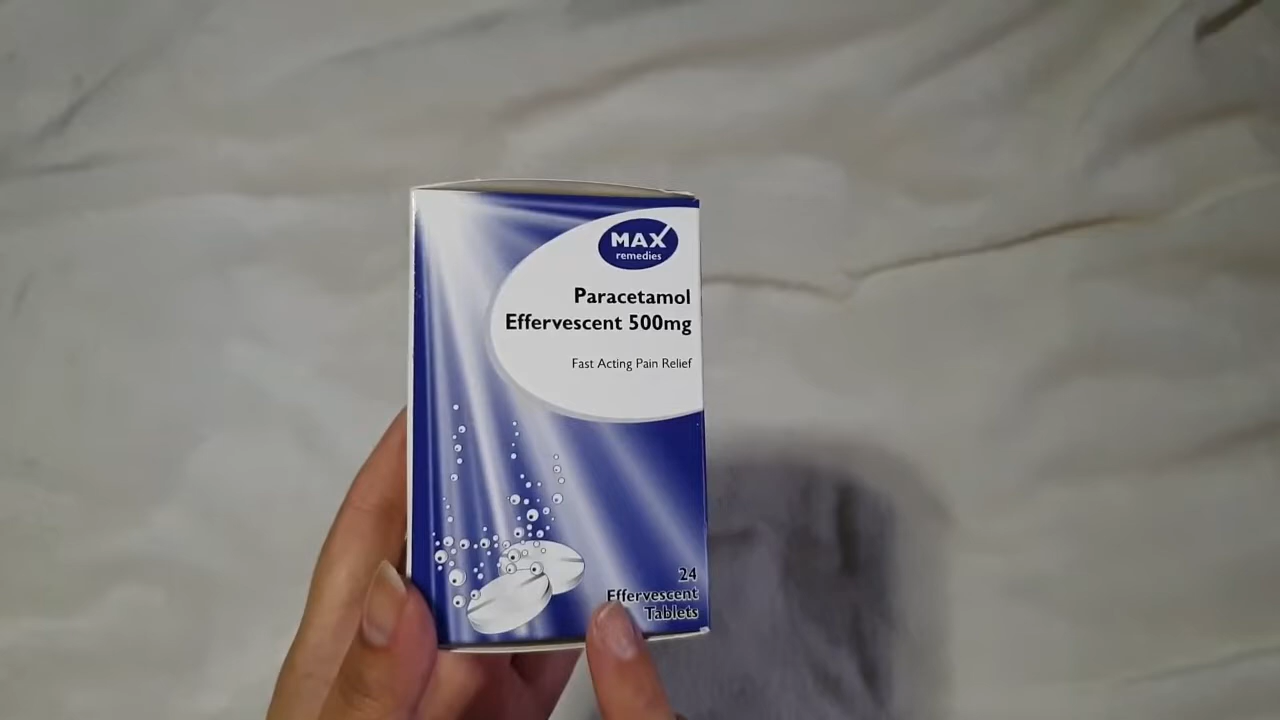 MAX
remedies
Paracetamol
Effervescent 500mg
Fast Acting Pain Relief
24
Effervescent
Tablets